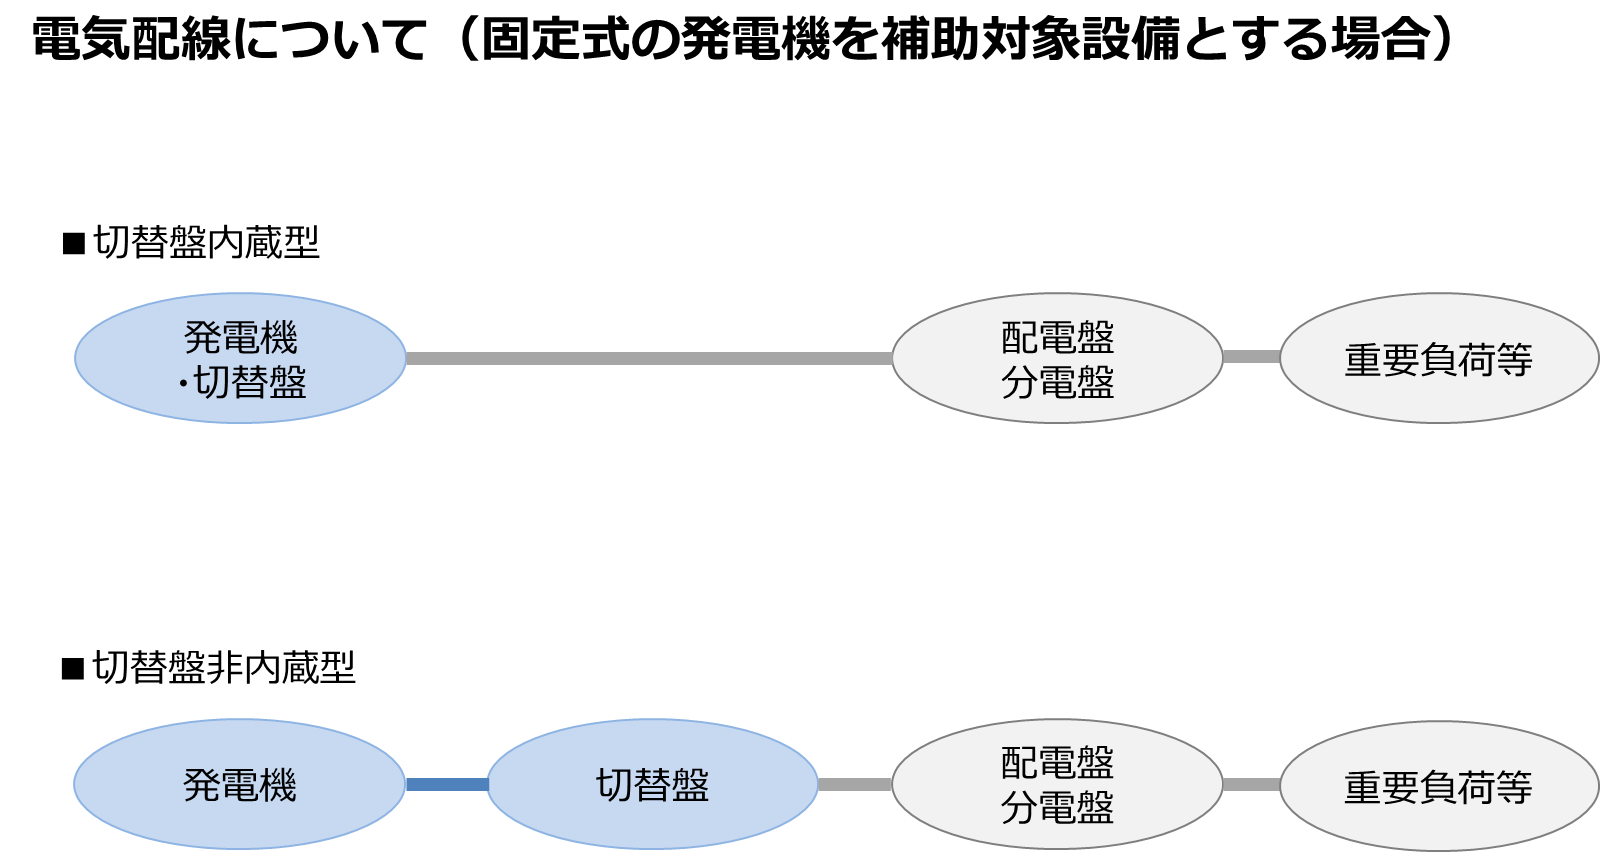 電気配線について（固定式の発電機を補助対象設備とする場合）
■切替盤内蔵型
発電機
・切替盤
配電盤
分電盤
重要負荷等
■切替盤非内蔵型
発電機
切替盤
配電盤
分電盤
重要負荷等